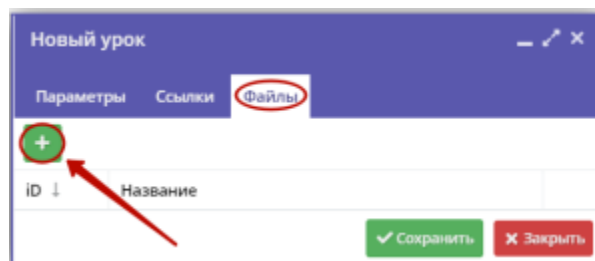 Новый урок
Параметры Ссылки Файлы
+
iD ↓ Название
Сохранить Закрыть